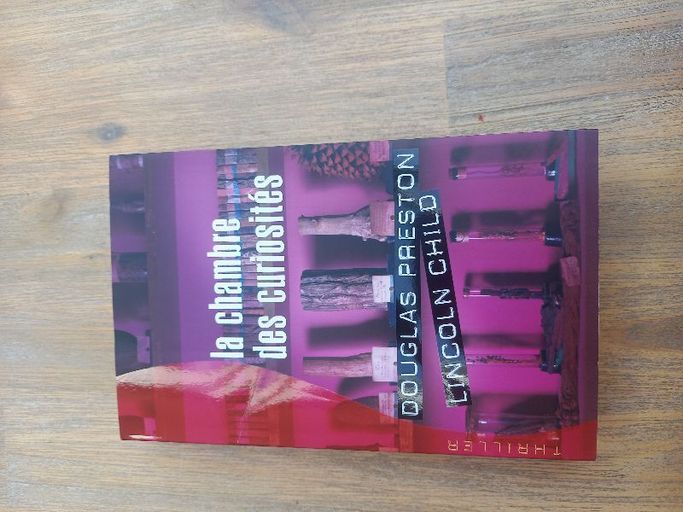 la chambre
des curiosités
DOUGLAS PRESTON
LINCOLN CHILD
THRILLER